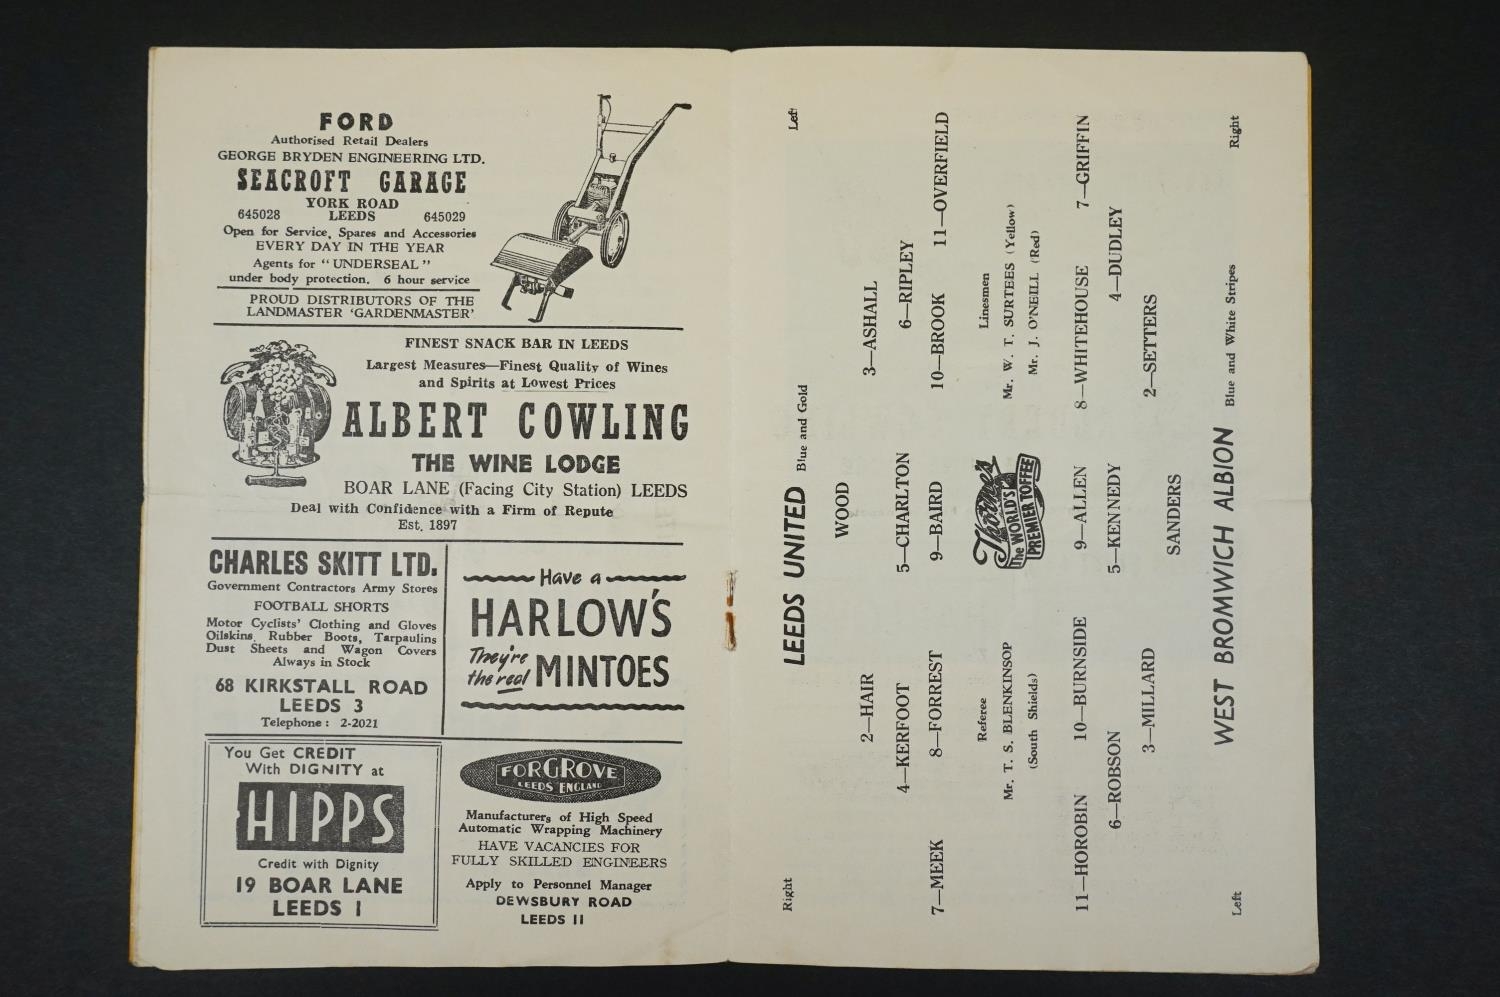 FORD
Authorised Retail Dealers
GEORGE BRYDEN ENGINEERING LTD.
SEACROFT GARAGE
YORK ROAD
645028 LEEDS 645029
Open for Service, Spares and Accessories
EVERY DAY IN THE YEAR
Agents for "UNDERSEAL"
under body protection. 6 hour service
PROUD DISTRIBUTORS OF THE
LANDMASTER 'GARDENMASTER'
FINEST SNACK BAR IN LEEDS
Largest Measures—Finest Quality of Wines
and Spirits at Lowest Prices
ALBERT COWLING
THE WINE LODGE
BOAR LANE (Facing City Station) LEEDS
Deal with Confidence with a Firm of Repute
Est. 1897
CHARLES SKITT LTD.
Government Contractors Army Stores
FOOTBALL SHORTS
Motor Cyclists' Clothing and Gloves
Oilskins Rubber Boots, Tarpaulins
Dust Sheets and Wagon Covers
Always in Stock
68 KIRKSTALL ROAD
LEEDS 3
Telephone: 2-2021
Have a
HARLOW'S
They're
the real MINTOES
You Get CREDIT
With DIGNITY at
HIPPS
Credit with Dignity
19 BOAR LANE
LEEDS 1
FORGROVE
LEEDS ENGLAND
Manufacturers of High Speed
Automatic Wrapping Machinery
HAVE VACANCIES FOR
FULLY SKILLED ENGINEERS
Apply to Personnel Manager
DEWSBURY ROAD
LEEDS 11
Right LEEDS UNITED Blue and Gold Left
WOOD
2—HAIR 3—ASHALL
4—KERFOOT 5—CHARLTON 6—RIPLEY
7—MEEK 8—FORREST 9—BAIRD 10—BROOK 11—OVERFIELD
Referee Linesmen
Mr. T. S. BLENKINSOP Mr. W. T. SURTEES (Yellow)
(South Shields) Mr. J. O'NEILL (Red)
Thorne's
The WORLD'S
PREMIER TOFFEE
11—HOROBIN 10—BURNSIDE 9—ALLEN 8—WHITEHOUSE 7—GRIFFIN
6—ROBSON 5—KENNEDY 4—DUDLEY
3—MILLARD 2—SETTERS
SANDERS
Left WEST BROMWICH ALBION Blue and White Stripes Right